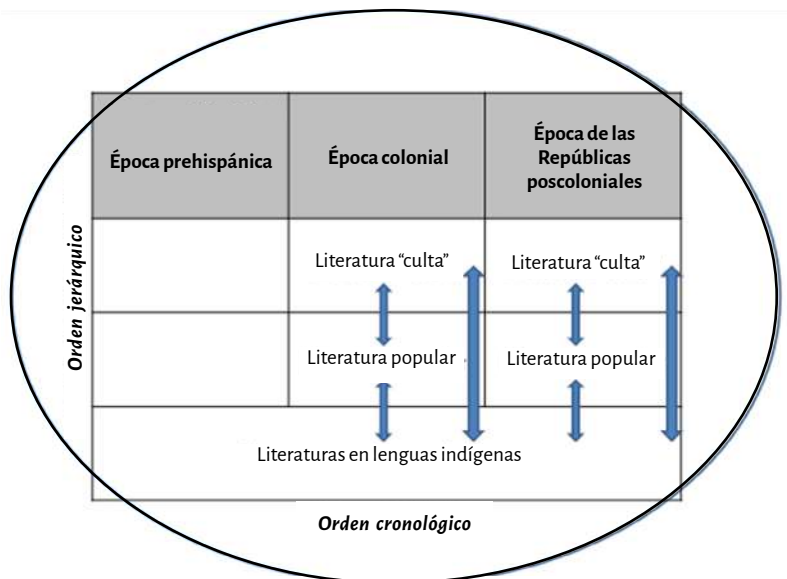 Época prehispánica
Época colonial
Época de las
Repúblicas
poscoloniales
Orden jerárquico
Literatura “culta”
Literatura “culta”
Literatura popular
Literatura popular
Literaturas en lenguas indígenas
Orden cronológico